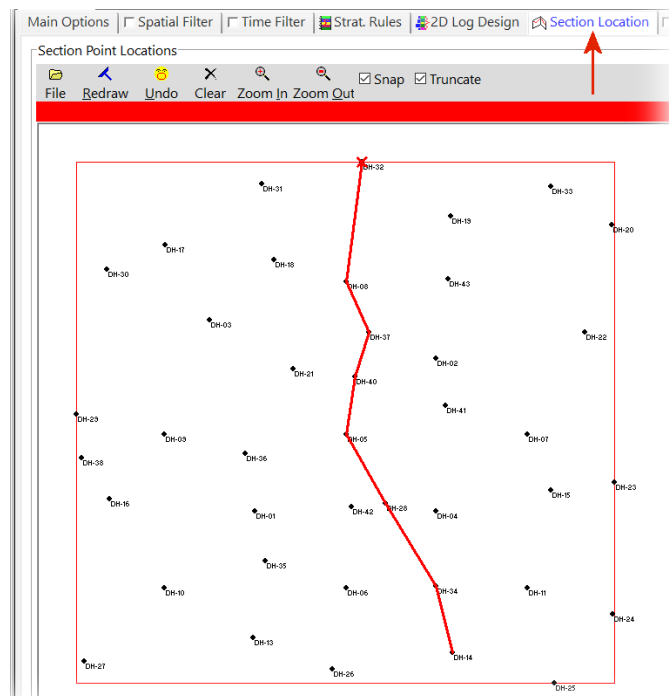 Main Options Spatial Filter Time Filter Strat. Rules 2D Log Design Section Location
Section Point Locations
File Redraw Undo Clear Zoom In Zoom Out Snap Truncate
DH-32
DH-31
DH-33
DH-19
DH-20
DH-17
DH-18
DH-30
DH-43
DH-08
DH-03
DH-37
DH-22
DH-02
DH-21
DH-40
DH-41
DH-29
DH-09
DH-05
DH-07
DH-36
DH-38
DH-23
DH-15
DH-16
DH-42
DH-28
DH-01
DH-04
DH-35
DH-10
DH-06
DH-34
DH-11
DH-24
DH-13
DH-14
DH-27
DH-26
DH-25